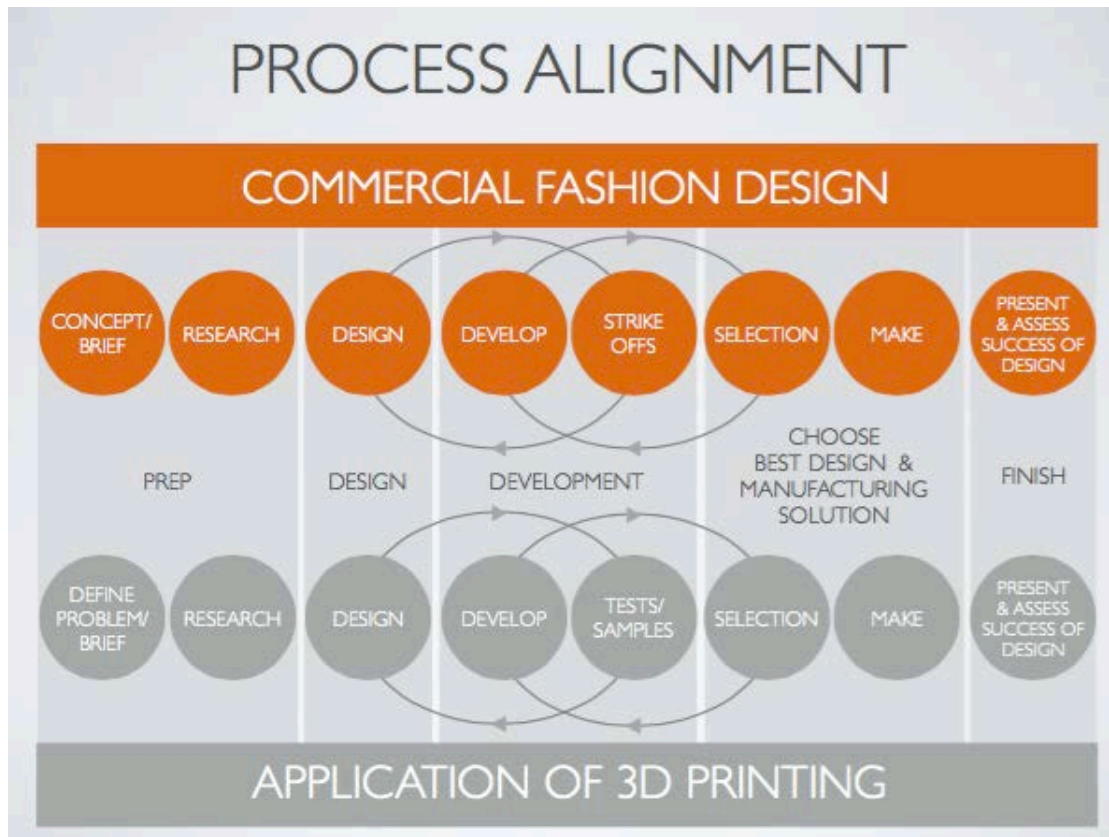 PROCESS ALIGNMENT
COMMERCIAL FASHION DESIGN
CONCEPT/
BRIEF
RESEARCH
DESIGN
DEVELOP
STRIKE
OFFS
SELECTION
MAKE
PRESENT
& ASSESS
SUCCESS OF
DESIGN
PREP
DESIGN
DEVELOPMENT
CHOOSE
BEST DESIGN &
MANUFACTURING
SOLUTION
FINISH
DEFINE
PROBLEM/
BRIEF
RESEARCH
DESIGN
DEVELOP
TESTS/
SAMPLES
SELECTION
MAKE
PRESENT
& ASSESS
SUCCESS OF
DESIGN
APPLICATION OF 3D PRINTING